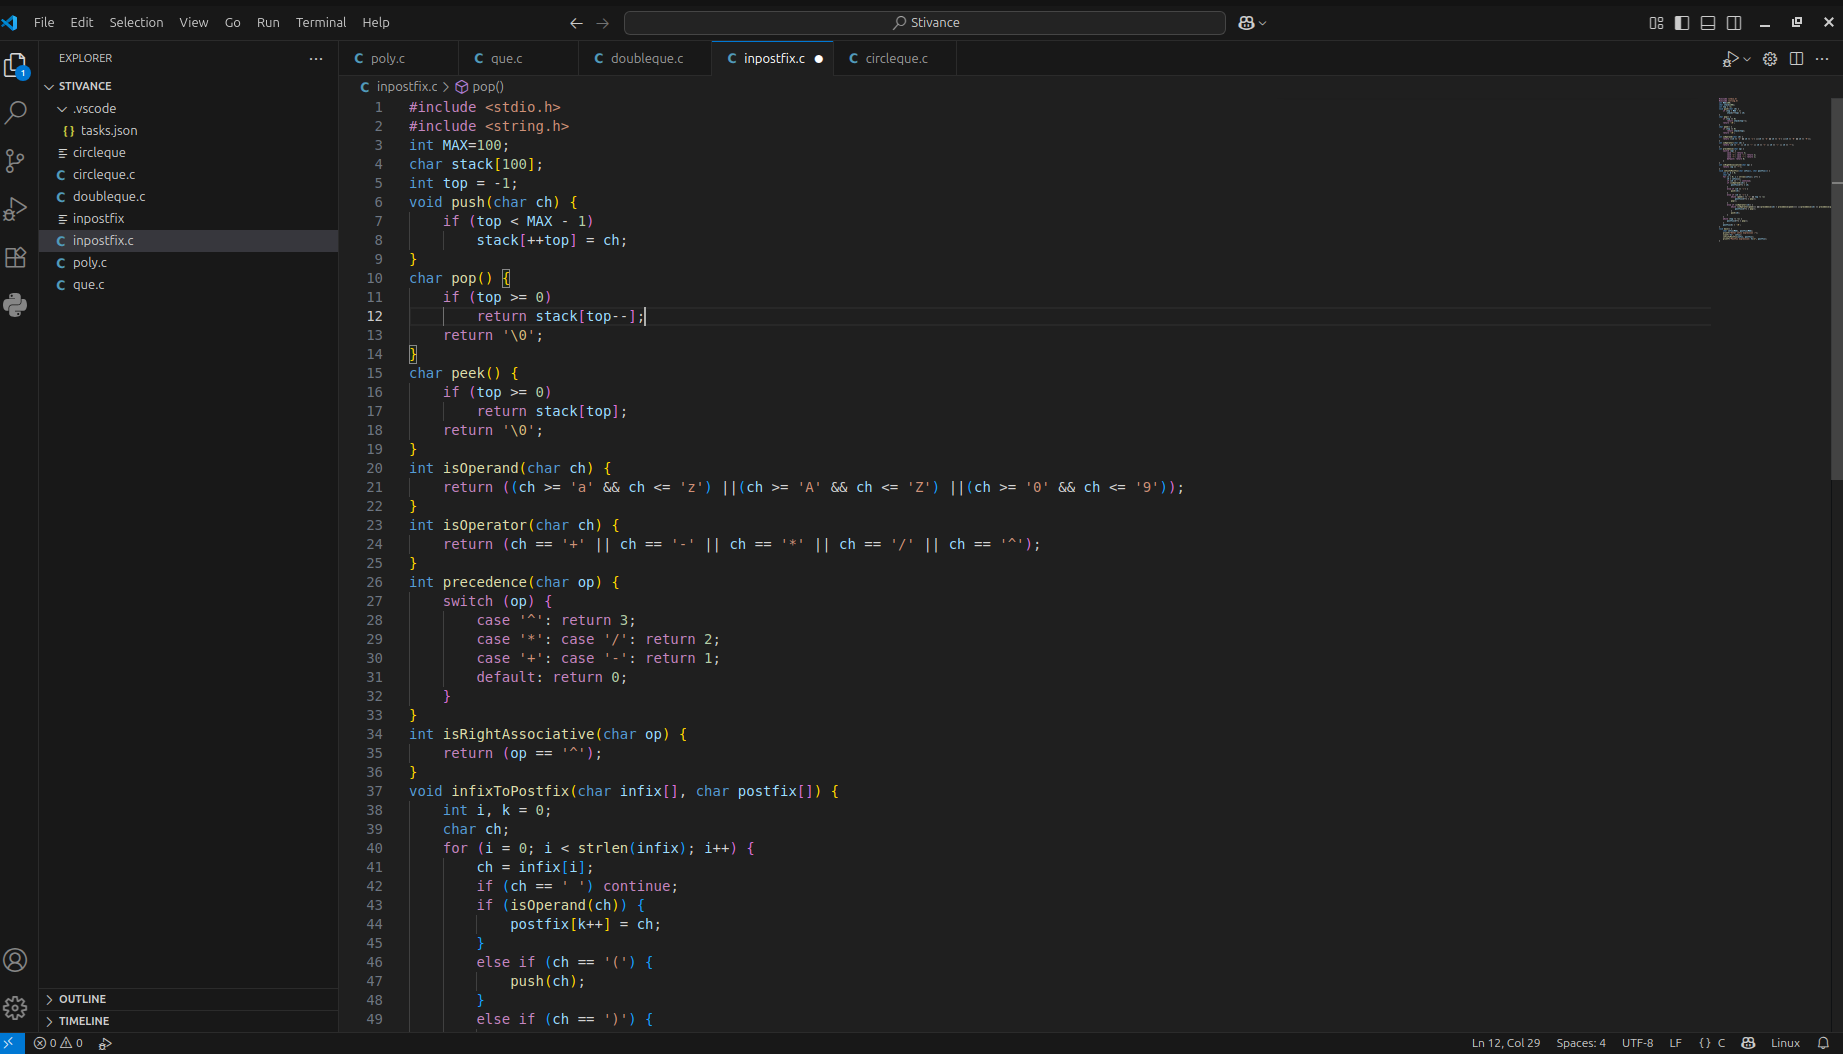 File Edit Selection View Go Run Terminal Help
Stivance
EXPLORER
STIVANCE
.vscode
{} tasks.json
circleque
C circleque.c
C doubleque.c
inpostfix
C inpostfix.c
C poly.c
C que.c
OUTLINE
TIMELINE
1
C poly.c C que.c C doubleque.c C inpostfix.c C circleque.c
C inpostfix.c > pop()
1 #include <stdio.h>
2 #include <string.h>
3 int MAX=100;
4 char stack[100];
5 int top = -1;
6 void push(char ch) {
7 if (top < MAX - 1)
8 stack[++top] = ch;
9 }
10 char pop() {
11 if (top >= 0)
12 return stack[top--];
13 return '\0';
14 }
15 char peek() {
16 if (top >= 0)
17 return stack[top];
18 return '\0';
19 }
20 int isOperand(char ch) {
21 return ((ch >= 'a' && ch <= 'z') ||(ch >= 'A' && ch <= 'Z') ||(ch >= '0' && ch <= '9'));
22 }
23 int isOperator(char ch) {
24 return (ch == '+' || ch == '-' || ch == '*' || ch == '/' || ch == '^');
25 }
26 int precedence(char op) {
27 switch (op) {
28 case '^': return 3;
29 case '*': case '/': return 2;
30 case '+': case '-': return 1;
31 default: return 0;
32 }
33 }
34 int isRightAssociative(char op) {
35 return (op == '^');
36 }
37 void infixToPostfix(char infix[], char postfix[]) {
38 int i, k = 0;
39 char ch;
40 for (i = 0; i < strlen(infix); i++) {
41 ch = infix[i];
42 if (ch == ' ') continue;
43 if (isOperand(ch)) {
44 postfix[k++] = ch;
45 }
46 else if (ch == '(') {
47 push(ch);
48 }
49 else if (ch == ')') {
0 0
Ln 12, Col 29 Spaces: 4 UTF-8 LF {} C Linux